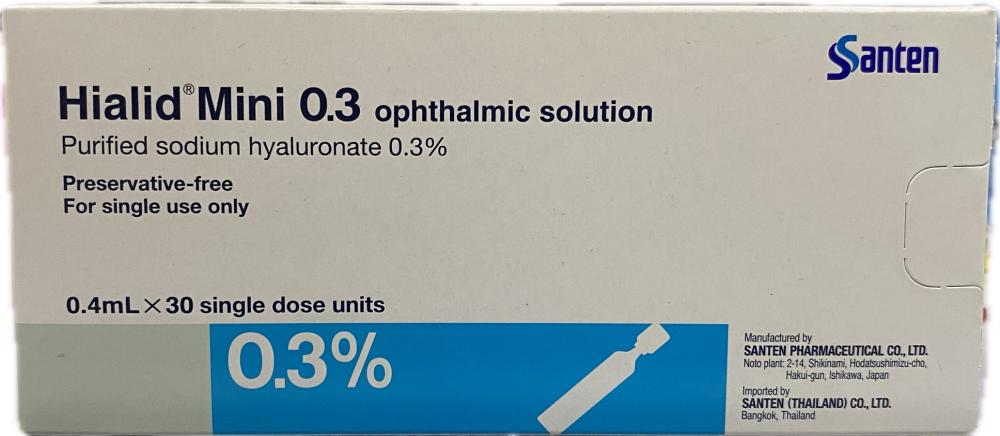 Santen
Hialid® Mini 0.3 ophthalmic solution
Purified sodium hyaluronate 0.3%
Preservative-free
For single use only
0.4mL×30 single dose units
0.3%
Manufactured by
SANTEN PHARMACEUTICAL CO., LTD.
Noto plant: 2-14, Shikinami, Hodatsushimizu-cho,
Hakui-gun, Ishikawa, Japan
Imported by
SANTEN (THAILAND) CO., LTD.
Bangkok, Thailand